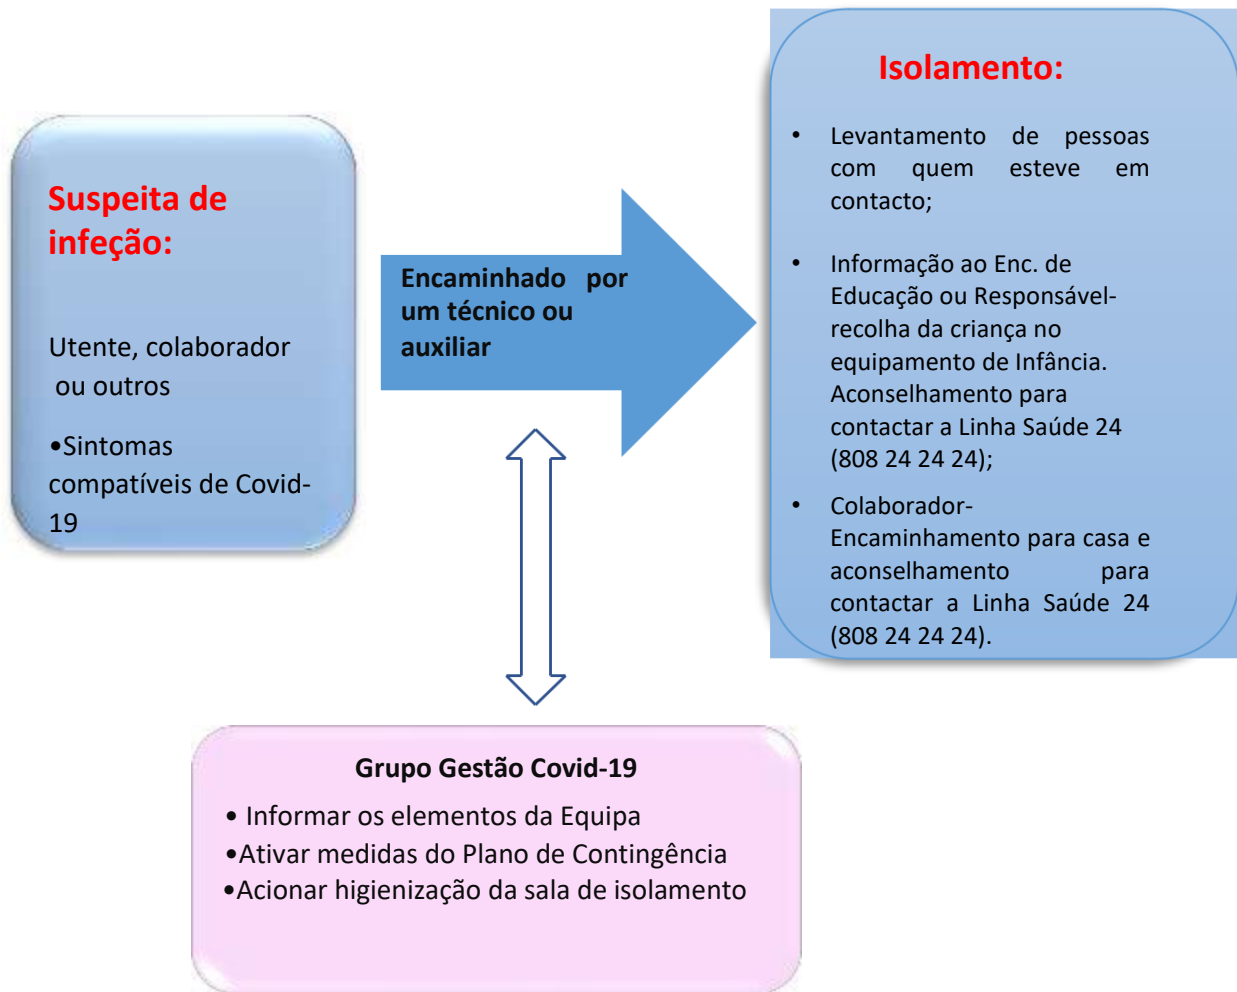 Suspeita de
infeção:
Utente, colaborador
ou outros
•Sintomas
compatíveis de Covid-
19
Encaminhado por
um técnico ou
auxiliar
Isolamento:
• Levantamento de pessoas
com quem esteve em
contacto;
• Informação ao Enc. de
Educação ou Responsável-
recolha da criança no
equipamento de Infância.
Aconselhamento para
contactar a Linha Saúde 24
(808 24 24 24);
• Colaborador-
Encaminhamento para casa e
aconselhamento para
contactar a Linha Saúde 24
(808 24 24 24).
Grupo Gestão Covid-19
• Informar os elementos da Equipa
•Ativar medidas do Plano de Contingência
•Acionar higienização da sala de isolamento